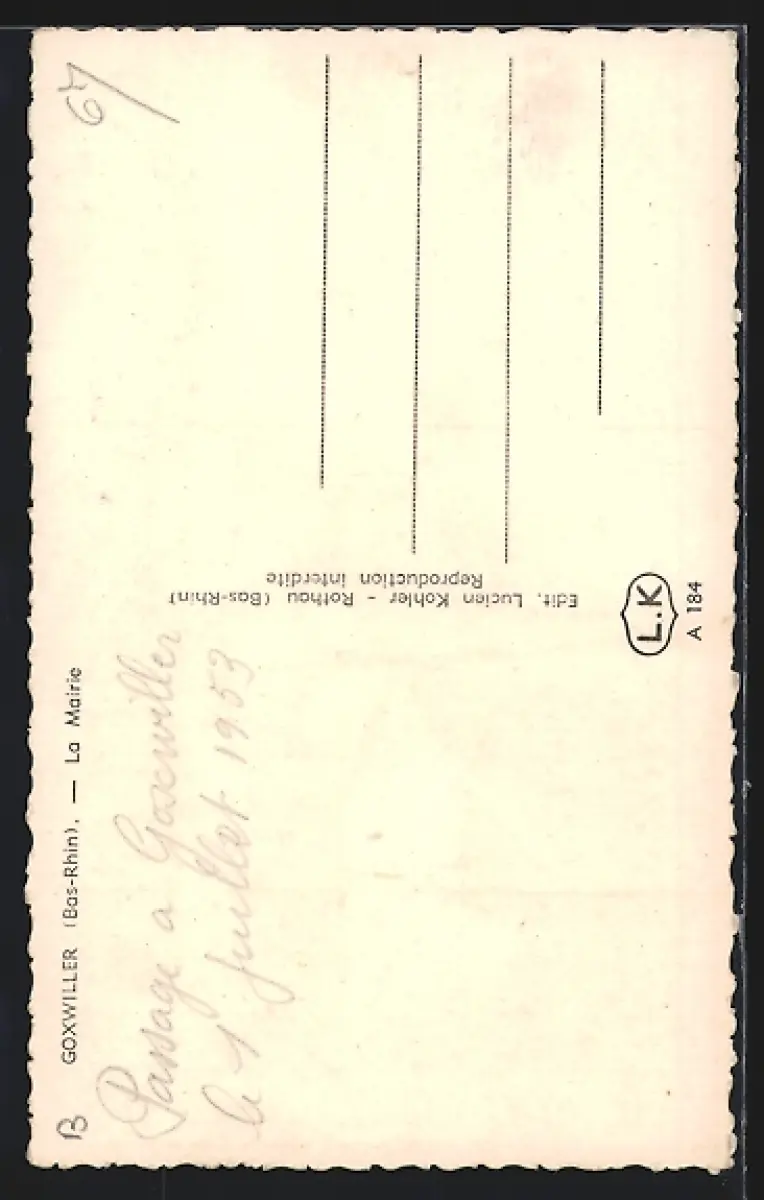 B
GOXWILLER (Bas-Rhin). — La Mairie
67
Passage a Goxwiller
le 1 juillet 1953
Edit. Lucien Kohler - Rothau (Bas-Rhin)
Reproduction interdite
L.K
A 184